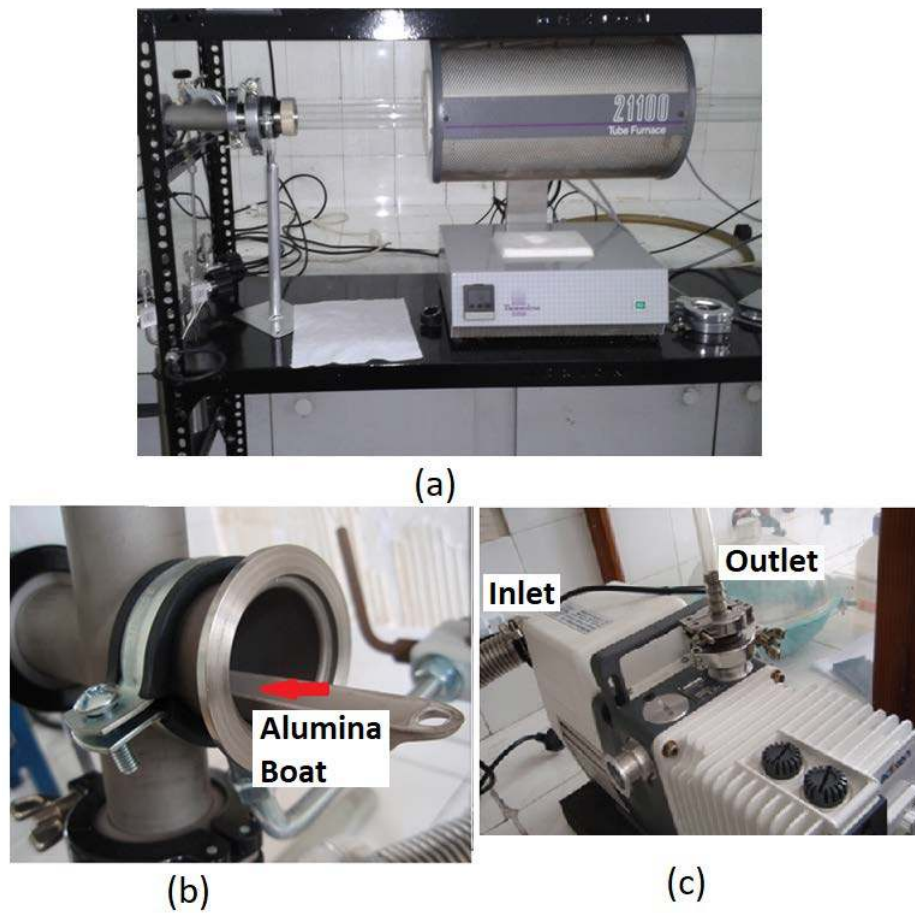 21100
Tube Furnace
(a)
Inlet
Outlet
Alumina
Boat
(b)
(c)